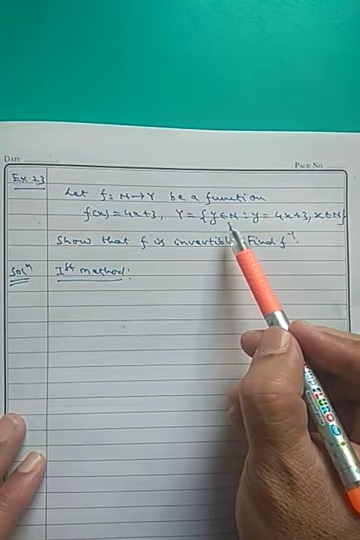 DATE
PAGE NO.
Ex 23
Let f: N→Y be a function
f(x)=4x+3, Y = {y∈N : y = 4x+3, x∈N}
Show that f is invertible. Find f⁻¹.
Solⁿ Iˢᵗ method: